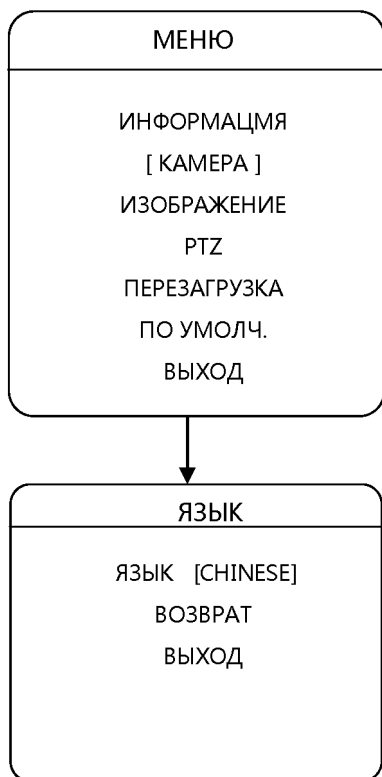 МЕНЮ
ИНФОРМАЦМЯ
[ КАМЕРА ]
ИЗОБРАЖЕНИЕ
PTZ
ПЕРЕЗАГРУЗКА
ПО УМОЛЧ.
ВЫХОД
ЯЗЫК
ЯЗЫК [CHINESE]
ВОЗВРАТ
ВЫХОД